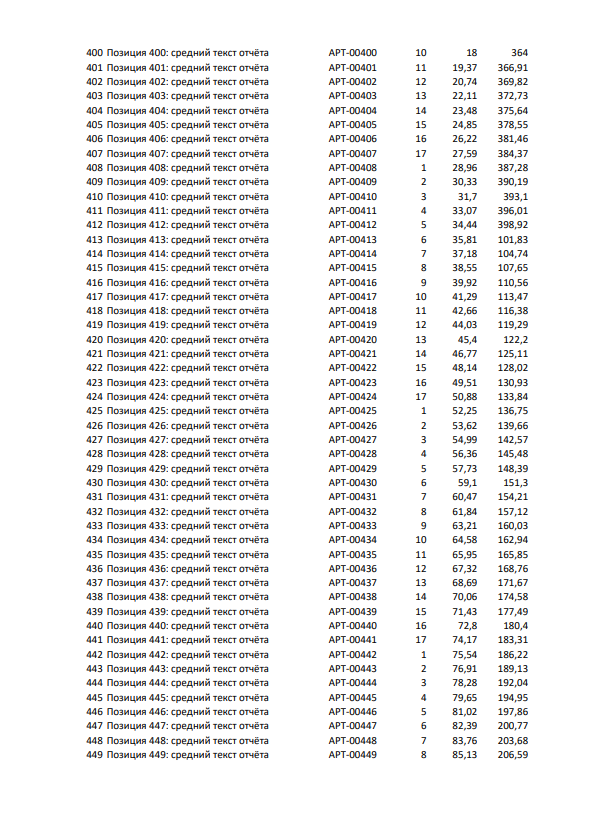 400 Позиция 400: средний текст отчёта АРТ-00400 10 18 364
401 Позиция 401: средний текст отчёта АРТ-00401 11 19,37 366,91
402 Позиция 402: средний текст отчёта АРТ-00402 12 20,74 369,82
403 Позиция 403: средний текст отчёта АРТ-00403 13 22,11 372,73
404 Позиция 404: средний текст отчёта АРТ-00404 14 23,48 375,64
405 Позиция 405: средний текст отчёта АРТ-00405 15 24,85 378,55
406 Позиция 406: средний текст отчёта АРТ-00406 16 26,22 381,46
407 Позиция 407: средний текст отчёта АРТ-00407 17 27,59 384,37
408 Позиция 408: средний текст отчёта АРТ-00408 1 28,96 387,28
409 Позиция 409: средний текст отчёта АРТ-00409 2 30,33 390,19
410 Позиция 410: средний текст отчёта АРТ-00410 3 31,7 393,1
411 Позиция 411: средний текст отчёта АРТ-00411 4 33,07 396,01
412 Позиция 412: средний текст отчёта АРТ-00412 5 34,44 398,92
413 Позиция 413: средний текст отчёта АРТ-00413 6 35,81 101,83
414 Позиция 414: средний текст отчёта АРТ-00414 7 37,18 104,74
415 Позиция 415: средний текст отчёта АРТ-00415 8 38,55 107,65
416 Позиция 416: средний текст отчёта АРТ-00416 9 39,92 110,56
417 Позиция 417: средний текст отчёта АРТ-00417 10 41,29 113,47
418 Позиция 418: средний текст отчёта АРТ-00418 11 42,66 116,38
419 Позиция 419: средний текст отчёта АРТ-00419 12 44,03 119,29
420 Позиция 420: средний текст отчёта АРТ-00420 13 45,4 122,2
421 Позиция 421: средний текст отчёта АРТ-00421 14 46,77 125,11
422 Позиция 422: средний текст отчёта АРТ-00422 15 48,14 128,02
423 Позиция 423: средний текст отчёта АРТ-00423 16 49,51 130,93
424 Позиция 424: средний текст отчёта АРТ-00424 17 50,88 133,84
425 Позиция 425: средний текст отчёта АРТ-00425 1 52,25 136,75
426 Позиция 426: средний текст отчёта АРТ-00426 2 53,62 139,66
427 Позиция 427: средний текст отчёта АРТ-00427 3 54,99 142,57
428 Позиция 428: средний текст отчёта АРТ-00428 4 56,36 145,48
429 Позиция 429: средний текст отчёта АРТ-00429 5 57,73 148,39
430 Позиция 430: средний текст отчёта АРТ-00430 6 59,1 151,3
431 Позиция 431: средний текст отчёта АРТ-00431 7 60,47 154,21
432 Позиция 432: средний текст отчёта АРТ-00432 8 61,84 157,12
433 Позиция 433: средний текст отчёта АРТ-00433 9 63,21 160,03
434 Позиция 434: средний текст отчёта АРТ-00434 10 64,58 162,94
435 Позиция 435: средний текст отчёта АРТ-00435 11 65,95 165,85
436 Позиция 436: средний текст отчёта АРТ-00436 12 67,32 168,76
437 Позиция 437: средний текст отчёта АРТ-00437 13 68,69 171,67
438 Позиция 438: средний текст отчёта АРТ-00438 14 70,06 174,58
439 Позиция 439: средний текст отчёта АРТ-00439 15 71,43 177,49
440 Позиция 440: средний текст отчёта АРТ-00440 16 72,8 180,4
441 Позиция 441: средний текст отчёта АРТ-00441 17 74,17 183,31
442 Позиция 442: средний текст отчёта АРТ-00442 1 75,54 186,22
443 Позиция 443: средний текст отчёта АРТ-00443 2 76,91 189,13
444 Позиция 444: средний текст отчёта АРТ-00444 3 78,28 192,04
445 Позиция 445: средний текст отчёта АРТ-00445 4 79,65 194,95
446 Позиция 446: средний текст отчёта АРТ-00446 5 81,02 197,86
447 Позиция 447: средний текст отчёта АРТ-00447 6 82,39 200,77
448 Позиция 448: средний текст отчёта АРТ-00448 7 83,76 203,68
449 Позиция 449: средний текст отчёта АРТ-00449 8 85,13 206,59